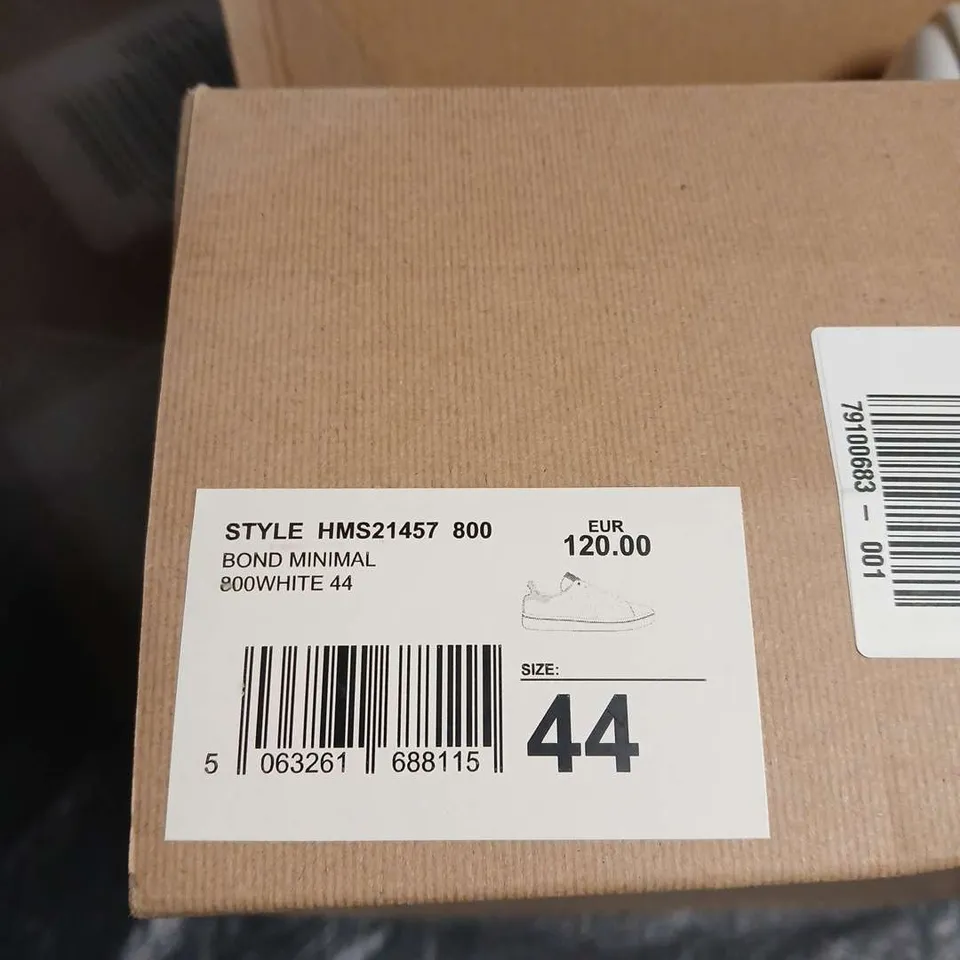 STYLE HMS21457 800
BOND MINIMAL
800WHITE 44
EUR
120.00
SIZE:
44
5 063261 688115
79100683 - 001